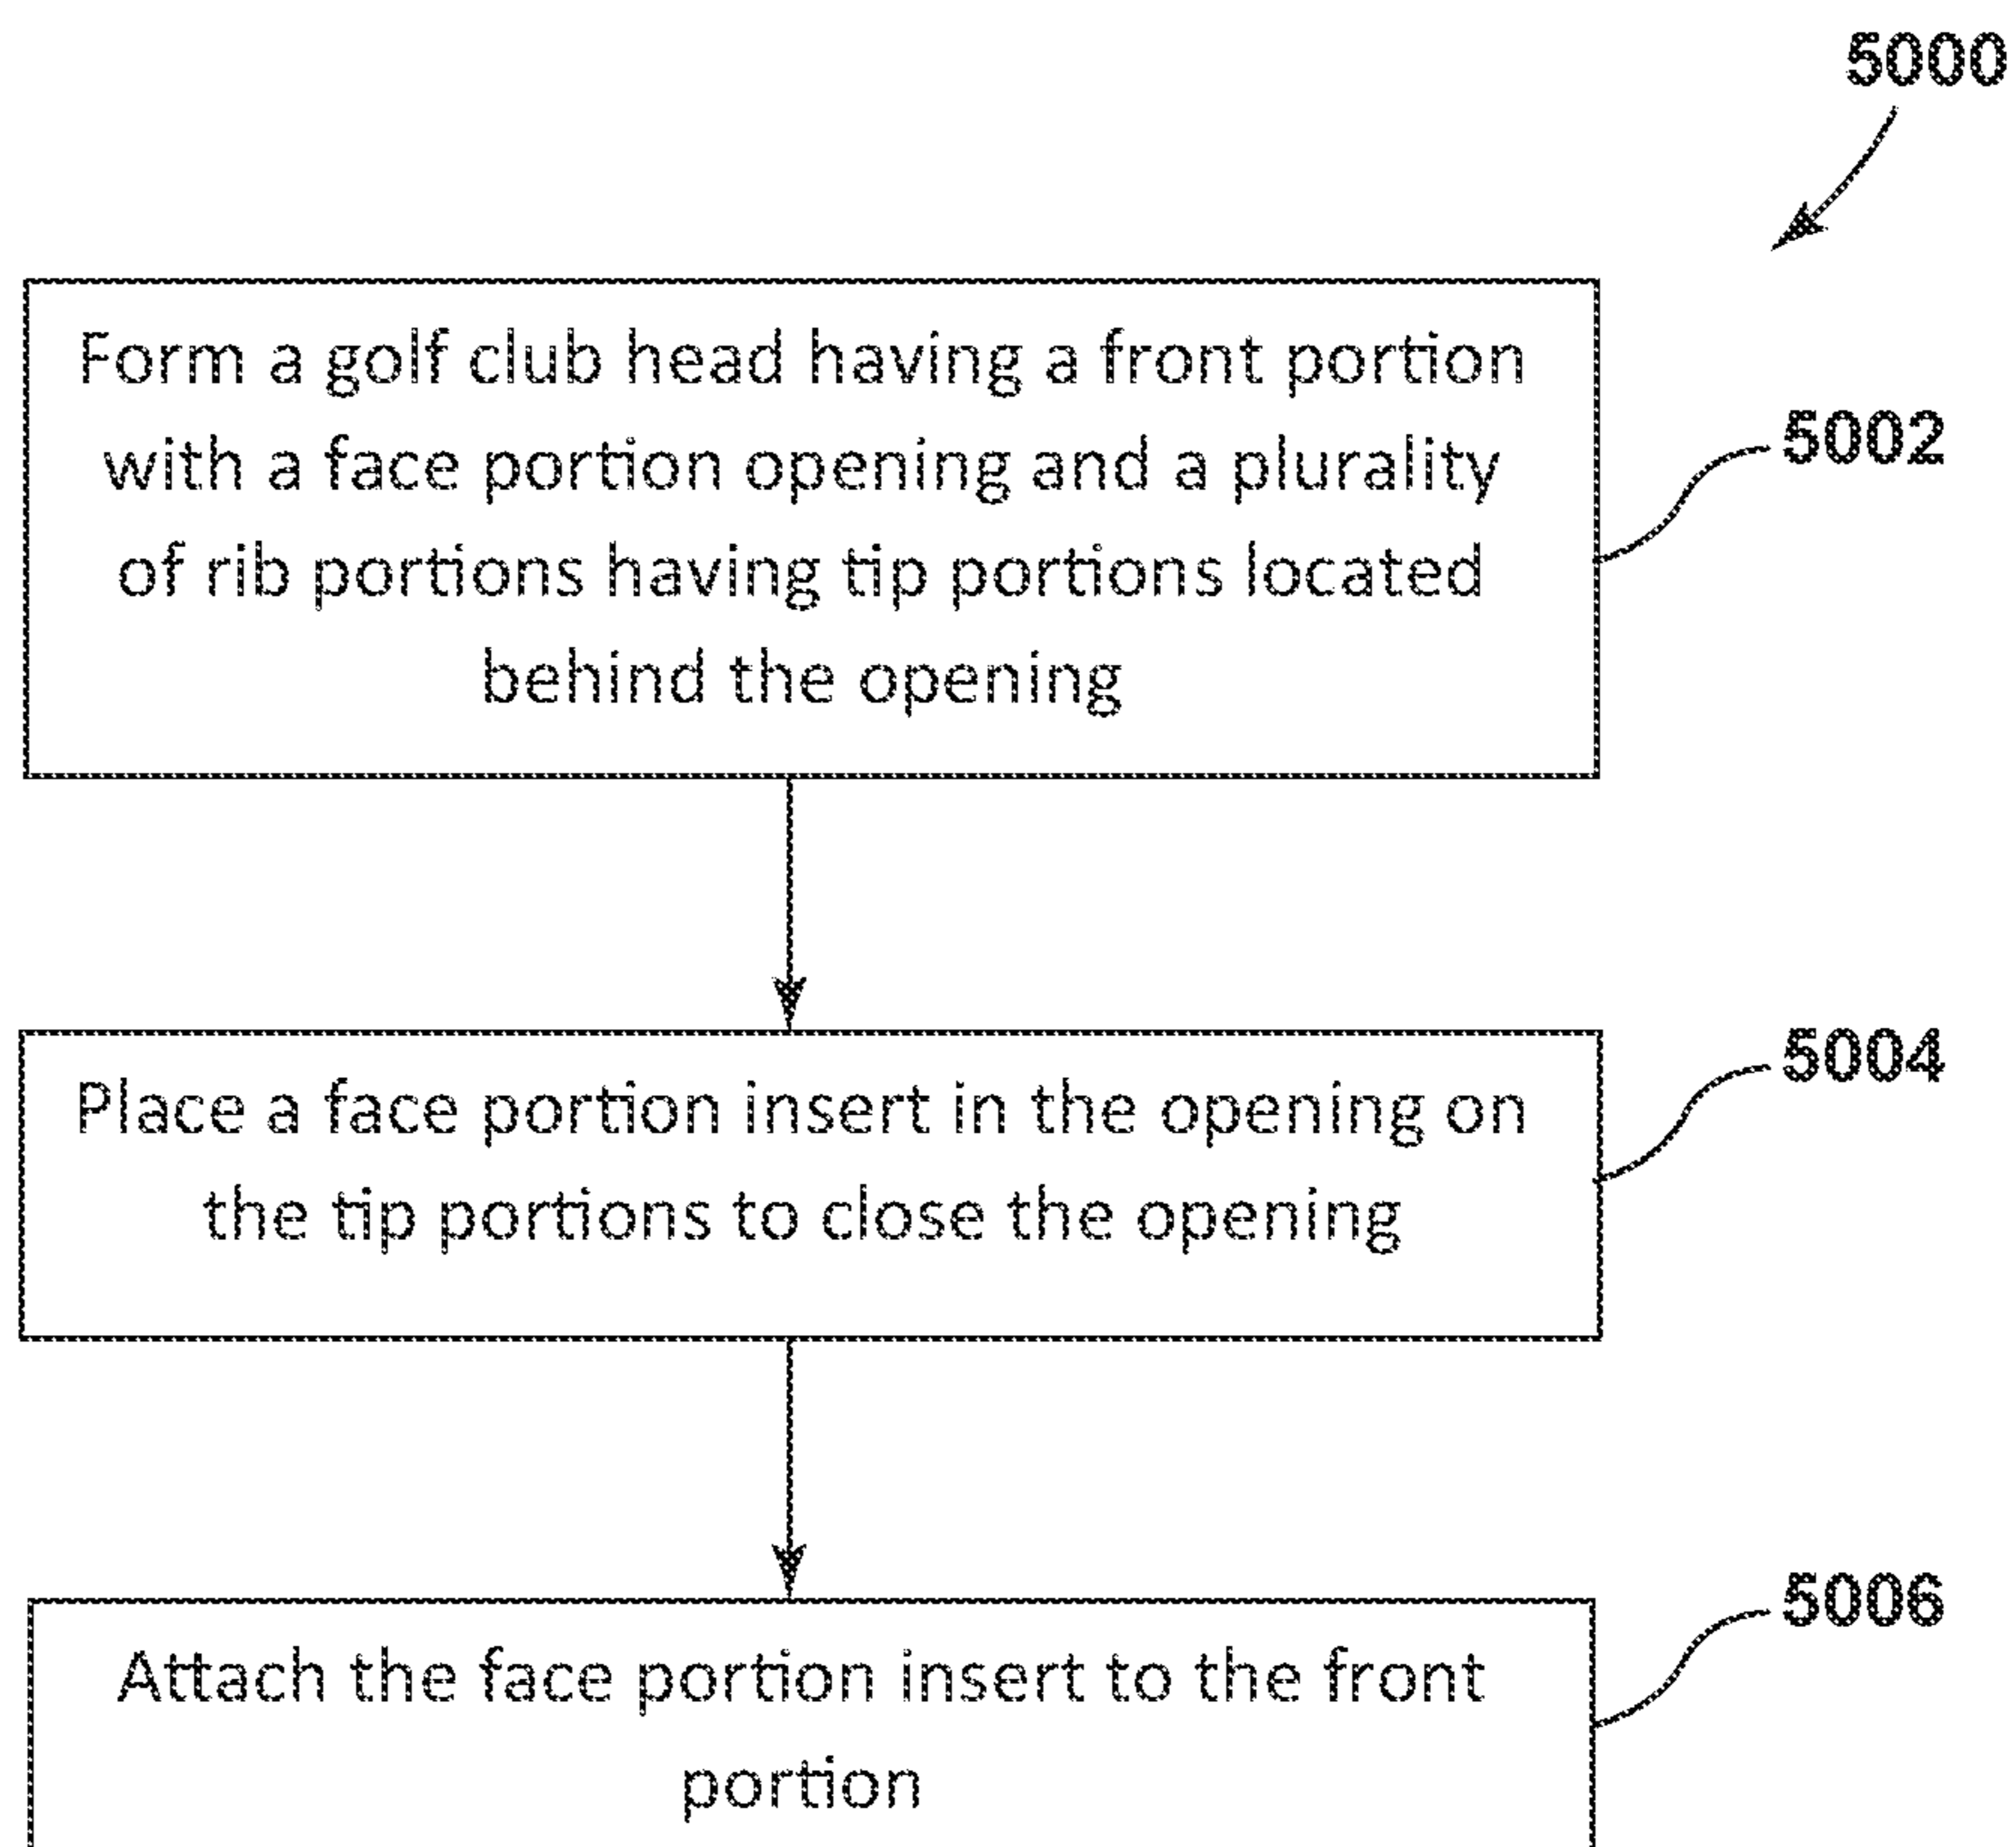 5000
Form a golf club head having a front portion
with a face portion opening and a plurality
of rib portions having tip portions located
behind the opening
5002
Place a face portion insert in the opening on
the tip portions to close the opening
5004
Attach the face portion insert to the front
portion
5006